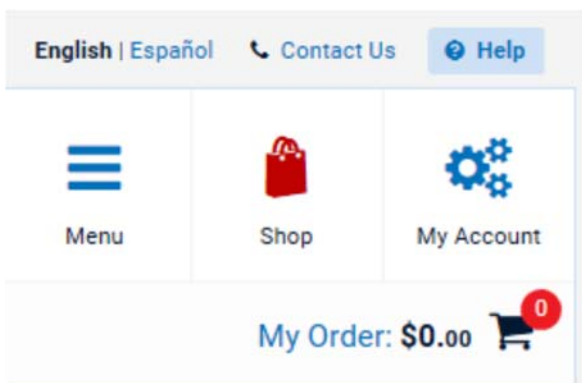 English | Español Contact Us Help
Menu Shop My Account
0
My Order: $0.00